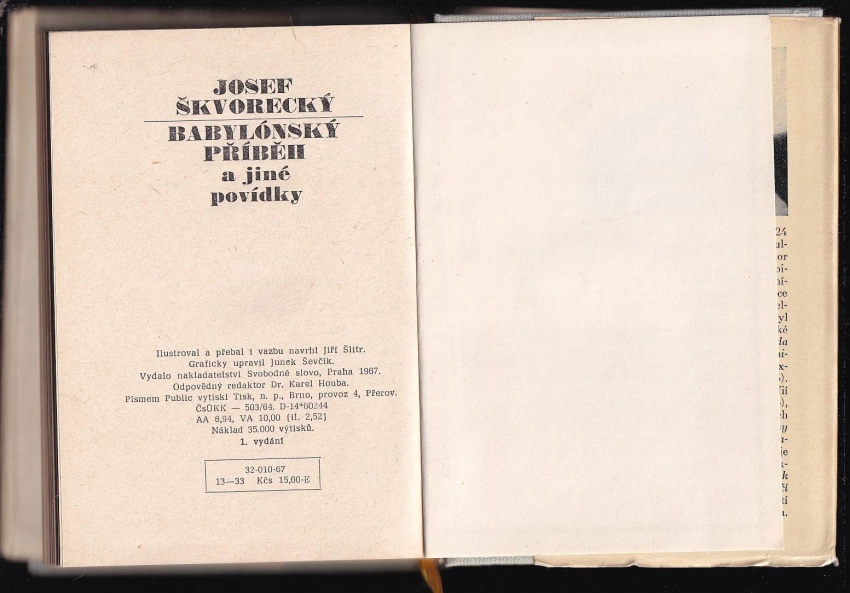 JOSEF
ŠKVORECKÝ
BABYLÓNSKÝ
PŘÍBĚH
a jiné
povídky
Ilustroval a přebal i vazbu navrhl Jiří Šlitr.
Graficky upravil Junek Ševčík.
Vydalo nakladatelství Svobodné slovo, Praha 1967.
Odpovědný redaktor Dr. Karel Houba.
Písmem Public vytiskl Tisk, n. p., Brno, provoz 4, Přerov.
ČsÚKK — 503/64. D-14*60244
AA 6,94, VA 10,00 (il. 2,52)
Náklad 35.000 výtisků.
1. vydání
32-010-67
13—33 Kčs 15,00-E
24